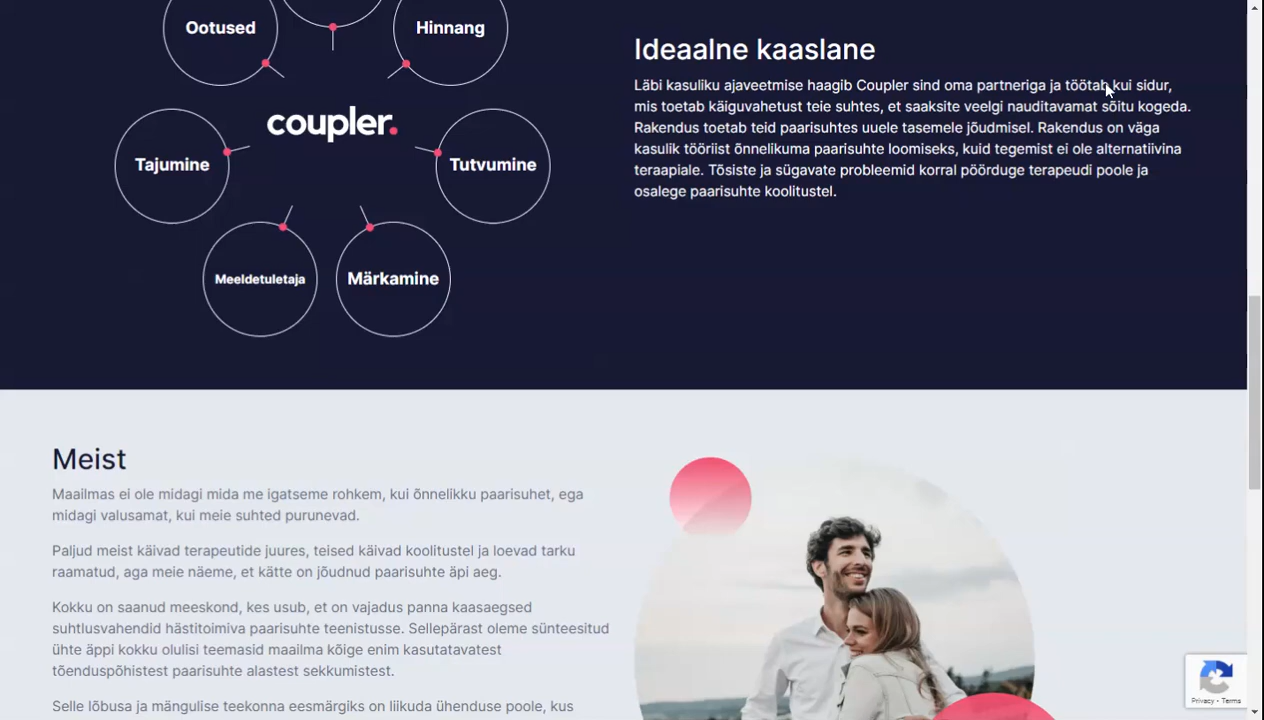 Ootused
Hinnang
coupler.
Tajumine
Tutvumine
Meeldetuletaja
Märkamine
Ideaalne kaaslane
Läbi kasuliku ajaveetmise haagib Coupler sind oma partneriga ja töötab kui sidur,
mis toetab käiguvahetust teie suhtes, et saaksite veelgi nauditavamat sõitu kogeda.
Rakendus toetab teid paarisuhtes uuele tasemele jõudmisel. Rakendus on väga
kasulik tööriist õnnelikuma paarisuhte loomiseks, kuid tegemist ei ole alternatiivina
teraapiale. Tõsiste ja sügavate probleemid korral pöörduge terapeudi poole ja
osalege paarisuhte koolitustel.
Meist
Maailmas ei ole midagi mida me igatseme rohkem, kui õnnelikku paarisuhet, ega
midagi valusamat, kui meie suhted purunevad.
Paljud meist käivad terapeutide juures, teised käivad koolitustel ja loevad tarku
raamatud, aga meie näeme, et kätte on jõudnud paarisuhte äpi aeg.
Kokku on saanud meeskond, kes usub, et on vajadus panna kaasaegsed
suhtlusvahendid hästitoimiva paarisuhte teenistusse. Sellepärast oleme sünteesitud
ühte äppi kokku olulisi teemasid maailma kõige enim kasutatavatest
tõenduspõhistest paarisuhte alastest sekkumistest.
Selle lõbusa ja mängulise teekonna eesmärgiks on liikuda ühendusse teile, kus
Privacy - Terms